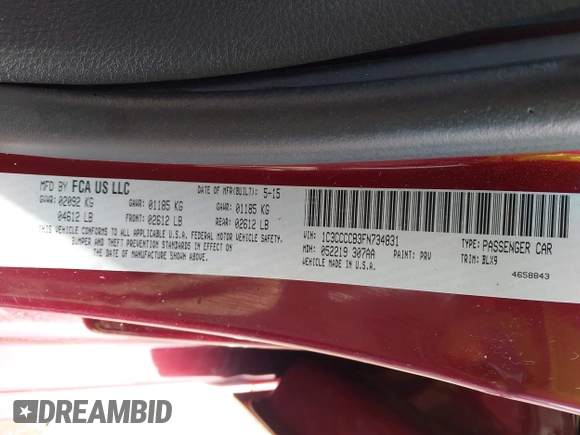 MFD BY FCA US LLC DATE OF MFR(BUILT): 5-15
GVWR: 02092 KG GAWR: 01185 KG GAWR: 01185 KG
04612 LB FRONT: 02612 LB REAR: 02612 LB
THIS VEHICLE CONFORMS TO ALL APPLICABLE U.S.A. FEDERAL MOTOR VEHICLE SAFETY,
BUMPER AND THEFT PREVENTION STANDARDS IN EFFECT ON
THE DATE OF MANUFACTURE SHOWN ABOVE.
VIN: 1C3CCCCB3FN734831 TYPE: PASSENGER CAR
MDH: 052219 307AA PAINT: PRV TRIM: BLX9
VEHICLE MADE IN U.S.A. 4658843
DREAMBID